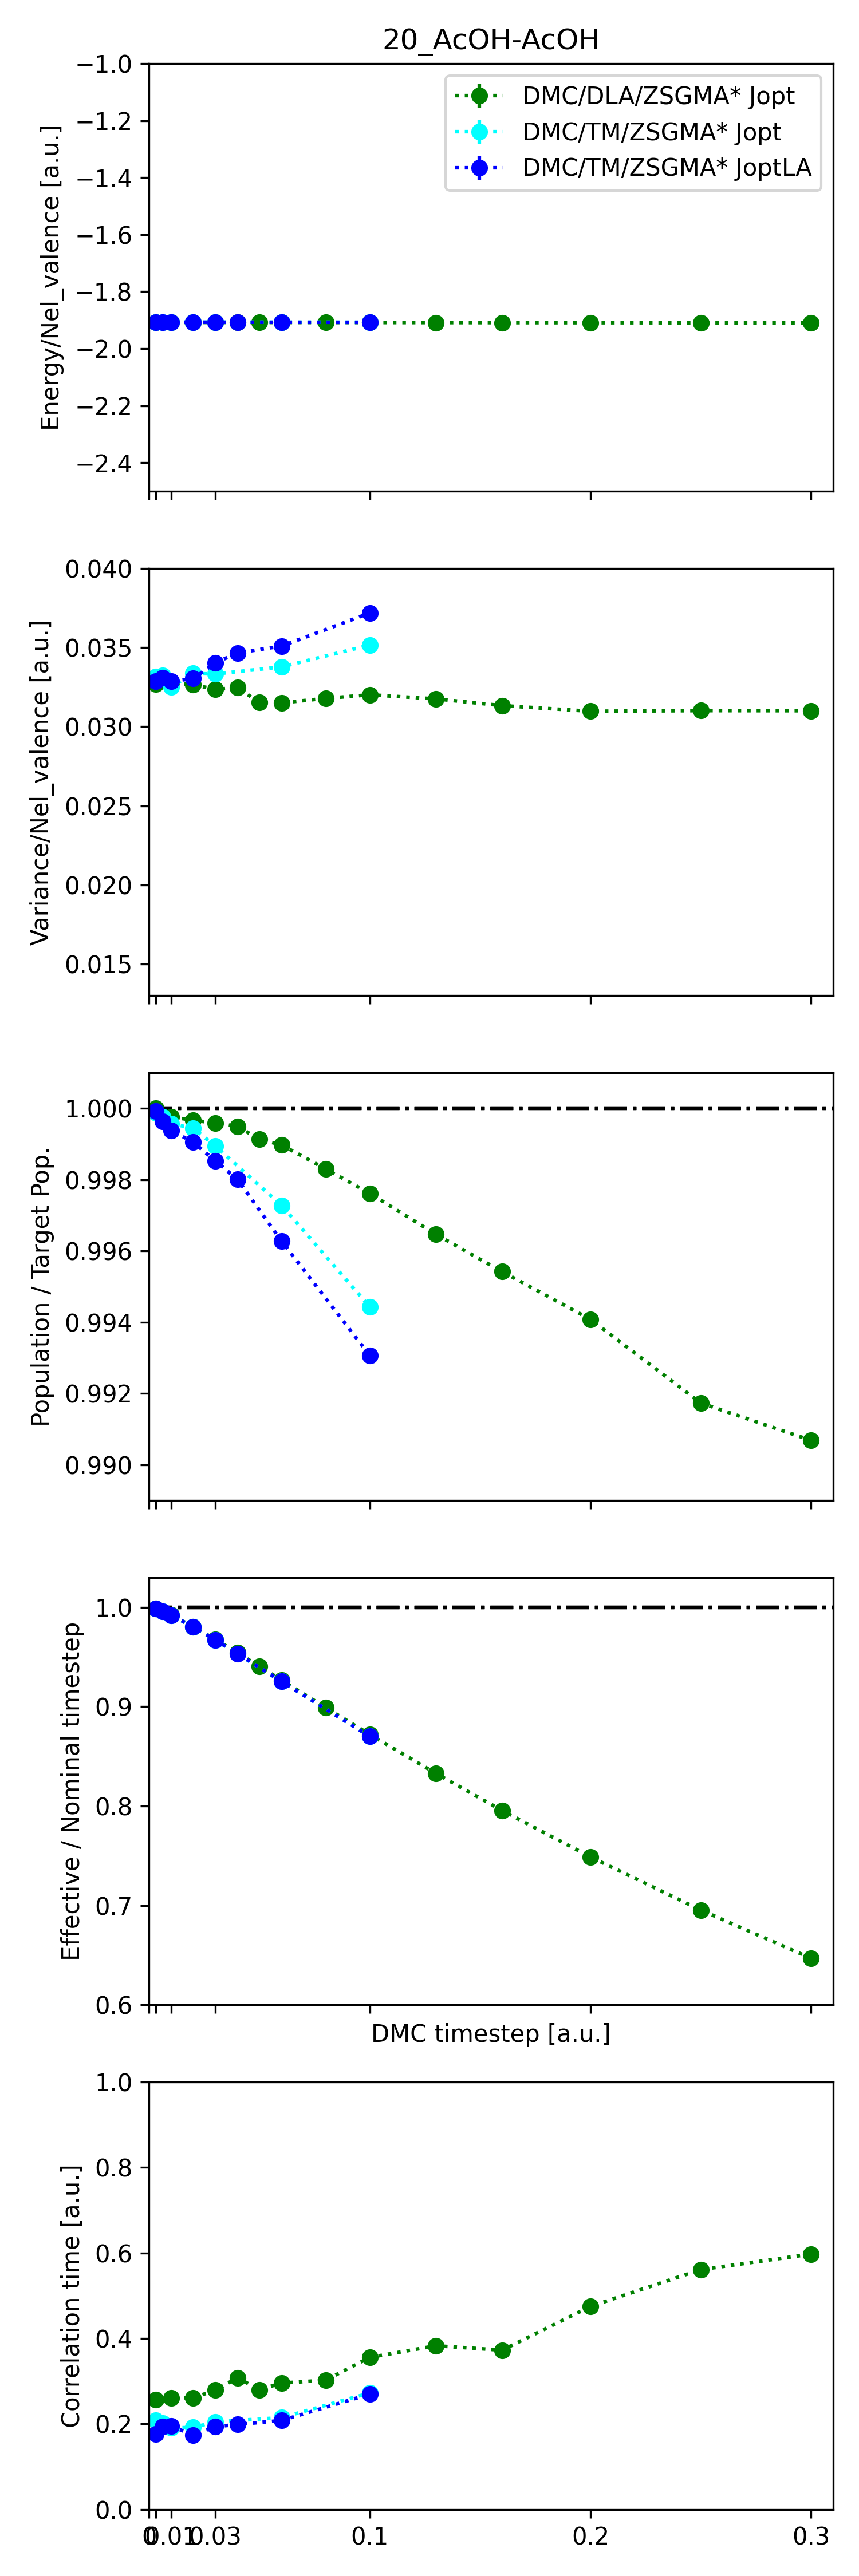 20_AcOH-AcOH
Energy/Nel_valence [a.u.]
−1.0
−1.2
−1.4
−1.6
−1.8
−2.0
−2.2
−2.4
DMC/DLA/ZSGMA* Jopt
DMC/TM/ZSGMA* Jopt
DMC/TM/ZSGMA* JoptLA
Variance/Nel_valence [a.u.]
0.040
0.035
0.030
0.025
0.020
0.015
Population / Target Pop.
1.000
0.998
0.996
0.994
0.992
0.990
Effective / Nominal timestep
1.0
0.9
0.8
0.7
0.6
DMC timestep [a.u.]
Correlation time [a.u.]
1.0
0.8
0.6
0.4
0.2
0.0
0 0.01 0.03 0.1 0.2 0.3